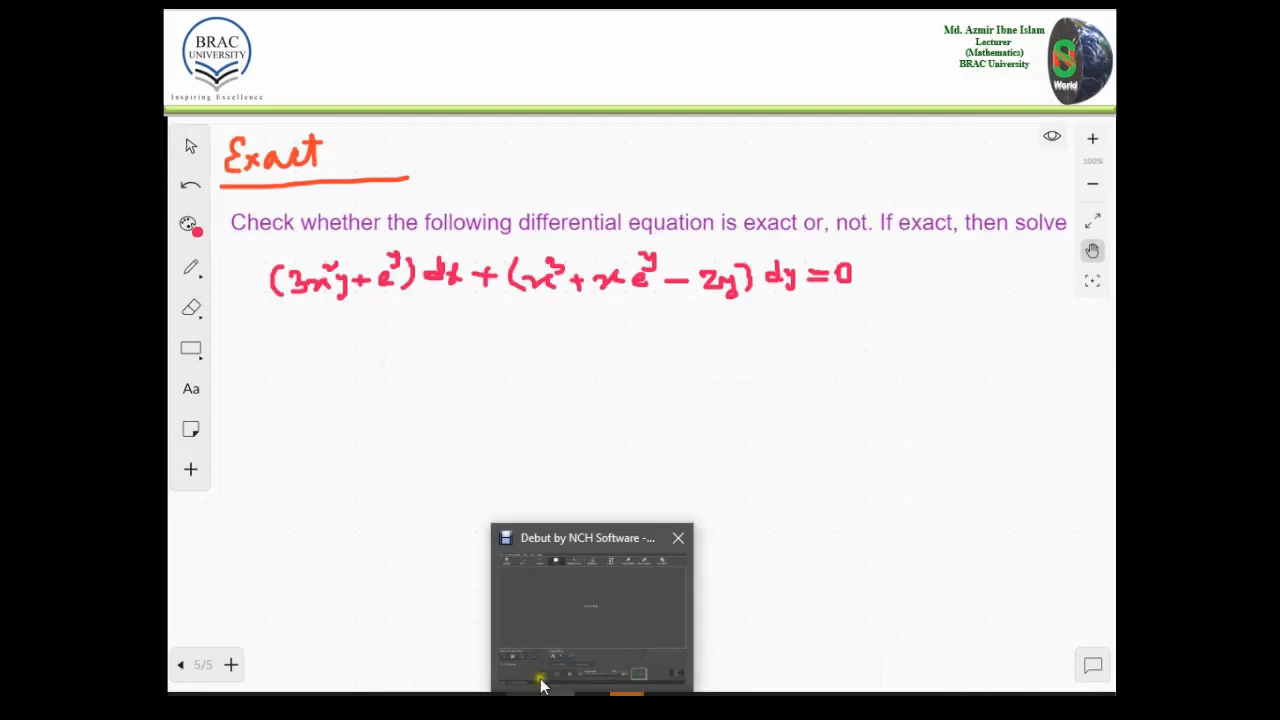 BRAC
UNIVERSITY
Inspiring Excellence
Md. Azmir Ibne Islam
Lecturer
(Mathematics)
BRAC University
S
World
Exact
100%
Check whether the following differential equation is exact or, not. If exact, then solve
(3x²y+e^y) dx + (x³ + x e^y - 2y) dy = 0
Aa
Debut by NCH Software -...
5/5